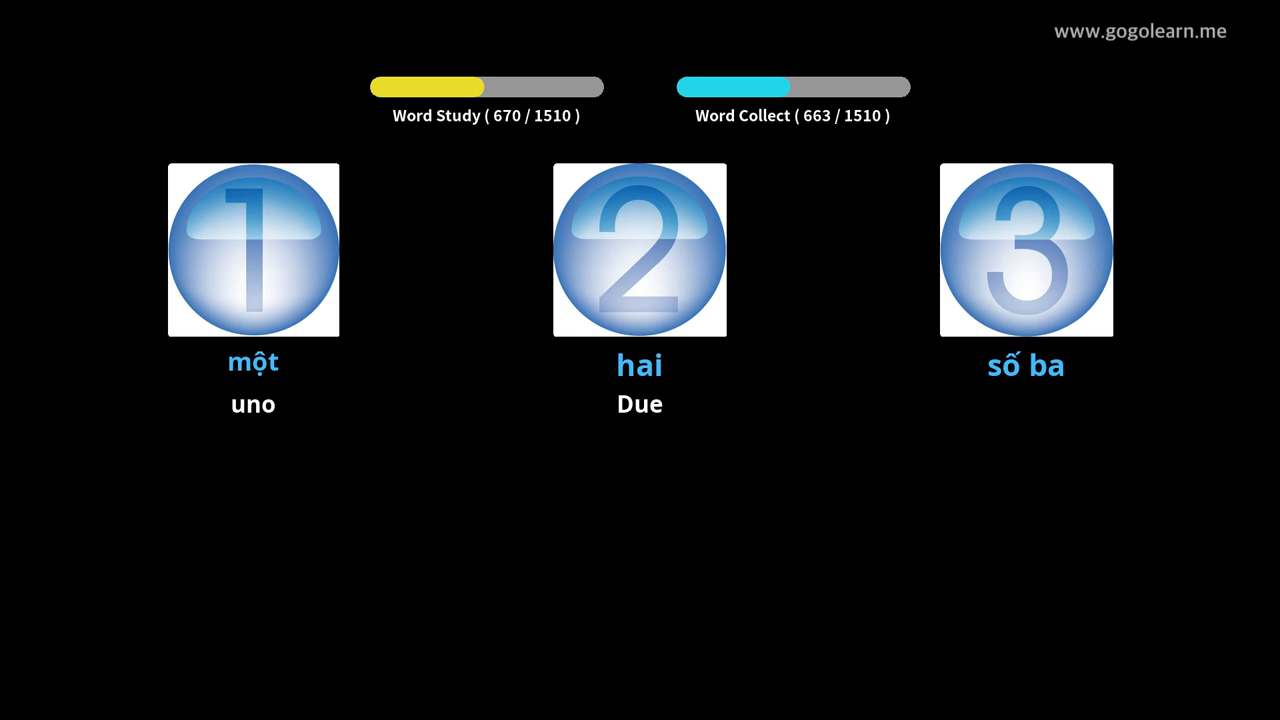 www.gogolearn.me
Word Study ( 670 / 1510 )
Word Collect ( 663 / 1510 )
1
2
3
một
hai
số ba
uno
Due